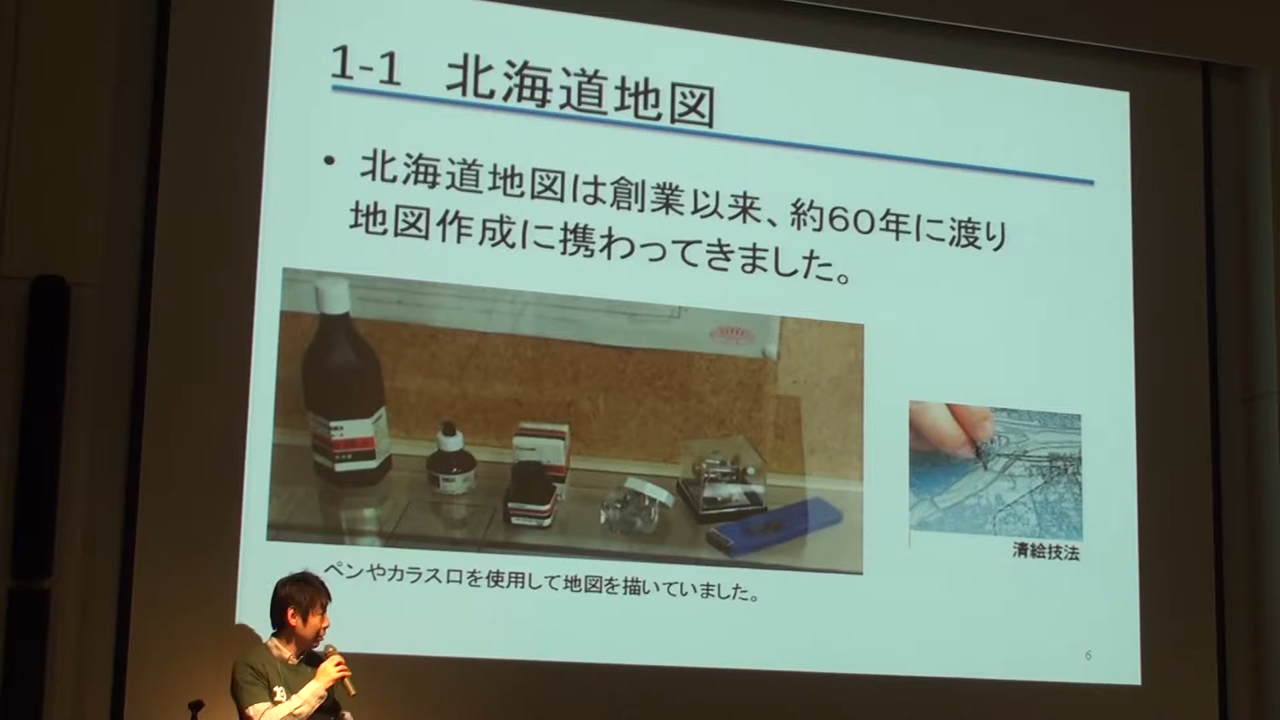 1-1 北海道地図
• 北海道地図は創業以来、約60年に渡り
地図作成に携わってきました。
清絵技法
ペンやカラス口を使用して地図を描いていました。
6